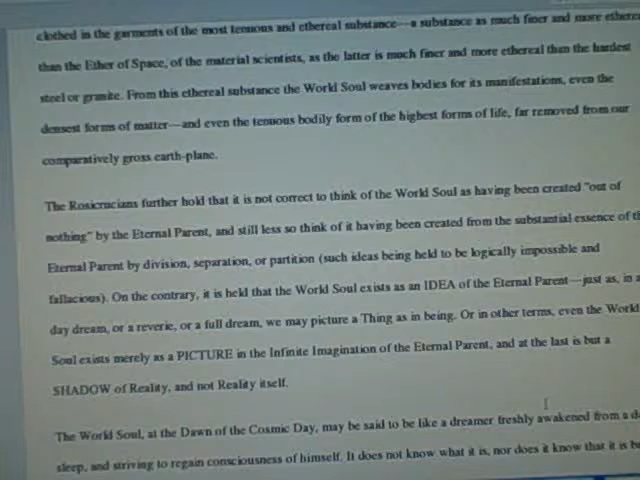 clothed in the garments of the most tenuous and ethereal substance—a substance as much finer and more
than the Ether of Space, of the material scientists, as the latter is much finer and more ethereal than the hardest
steel or granite. From this ethereal substance the World Soul weaves bodies for its manifestations, even the
densest forms of matter—and even the tenuous bodily form of the highest forms of life, far removed from our
comparatively gross earth-plane.
The Rosicrucians further hold that it is not correct to think of the World Soul as having been created "out of
nothing" by the Eternal Parent, and still less so think of it having been created from the substantial essence of
Eternal Parent by division, separation, or partition (such ideas being held to be logically impossible and
fallacious). On the contrary, it is held that the World Soul exists as an IDEA of the Eternal Parent—just as, in a
day dream, or a reverie, or a full dream, we may picture a Thing as in being. Or in other terms, even the World
Soul exists merely as a PICTURE in the Infinite Imagination of the Eternal Parent, and at the last is but a
SHADOW of Reality, and not Reality itself.
The World Soul, at the Dawn of the Cosmic Day, may be said to be like a dreamer freshly awakened from a
sleep, and striving to regain consciousness of himself. It does not know what it is, nor does it know that it is